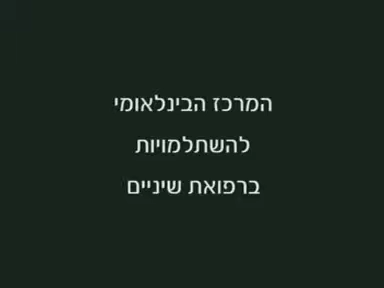 המרכז הבינלאומי
להשתלמויות
ברפואת שיניים